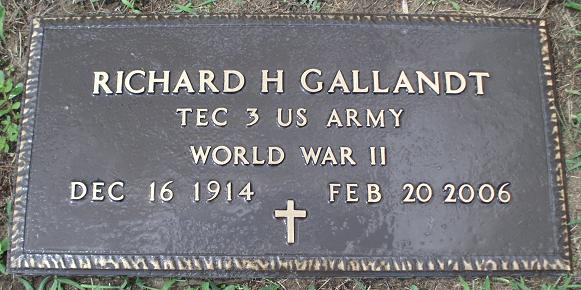 RICHARD H GALLANDT
TEC 3 US ARMY
WORLD WAR II
DEC 16 1914 FEB 20 2006